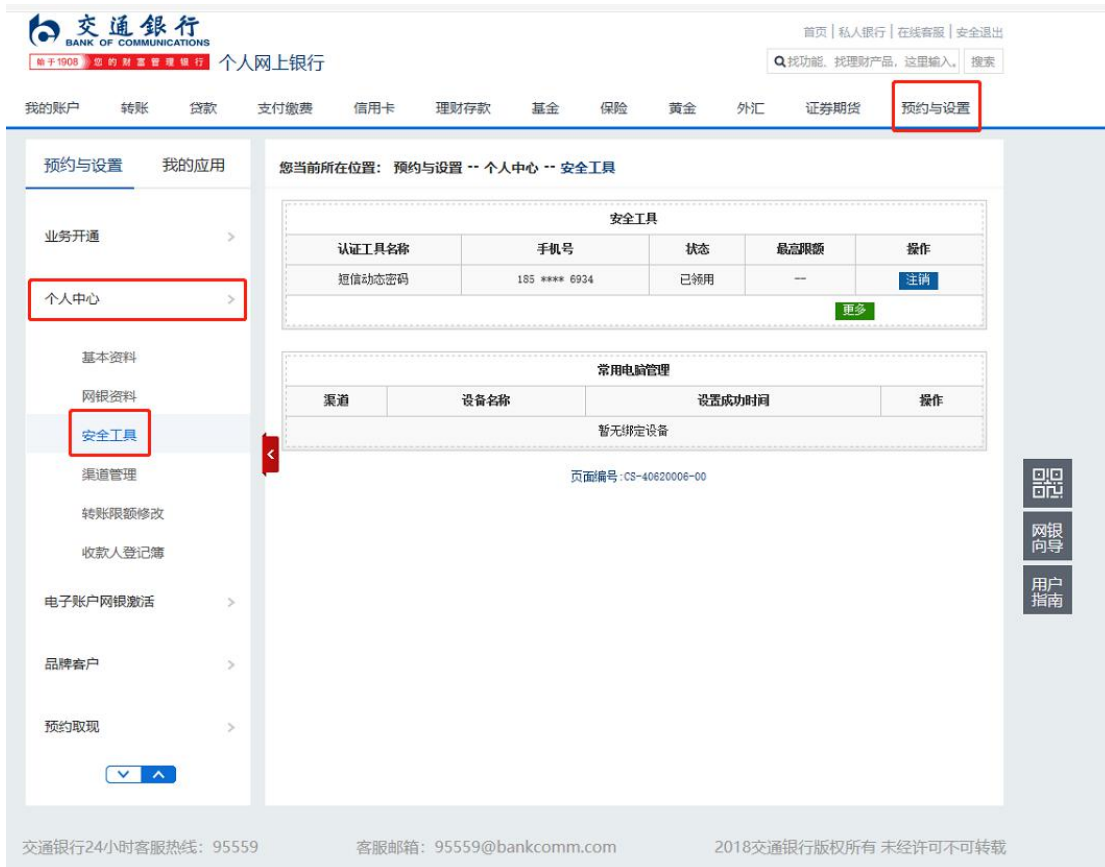 交通銀行
BANK OF COMMUNICATIONS
始于1908 您的财富管理银行 个人网上银行
首页 | 私人银行 | 在线客服 | 安全退出
找功能、找理财产品，这里输入。 搜索
我的账户 转账 贷款 支付缴费 信用卡 理财存款 基金 保险 黄金 外汇 证券期货 预约与设置
预约与设置 我的应用
业务开通 >
个人中心 >
基本资料
网银资料
安全工具
渠道管理
转账限额修改
收款人登记簿
电子账户网银激活 >
品牌客户 >
预约取现 >
您当前所在位置： 预约与设置 -- 个人中心 -- 安全工具
安全工具
认证工具名称 手机号 状态 最高限额 操作
短信动态密码 185 **** 6934 已领用 -- 注销
更多
常用电脑管理
渠道 设备名称 设置成功时间 操作
暂无绑定设备
页面编号:CS-40620006-00
网银
向导
用户
指南
交通银行24小时客服热线：95559 客服邮箱：95559@bankcomm.com 2018交通银行版权所有 未经许可不可转载